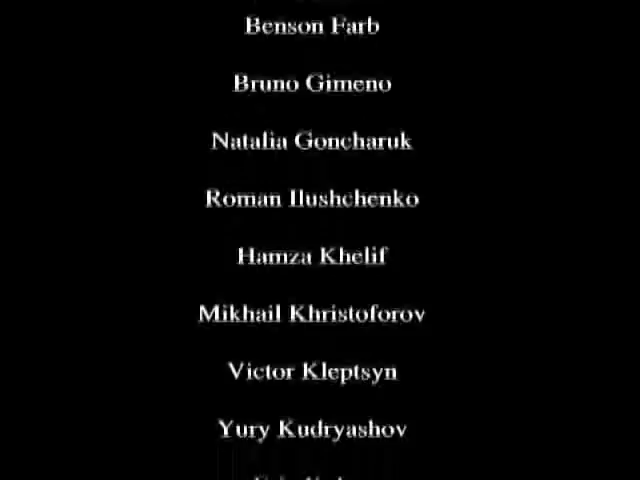 Benson Farb
Bruno Gimeno
Natalia Goncharuk
Roman Ilushchenko
Hamza Khelif
Mikhail Khristoforov
Victor Kleptsyn
Yury Kudryashov